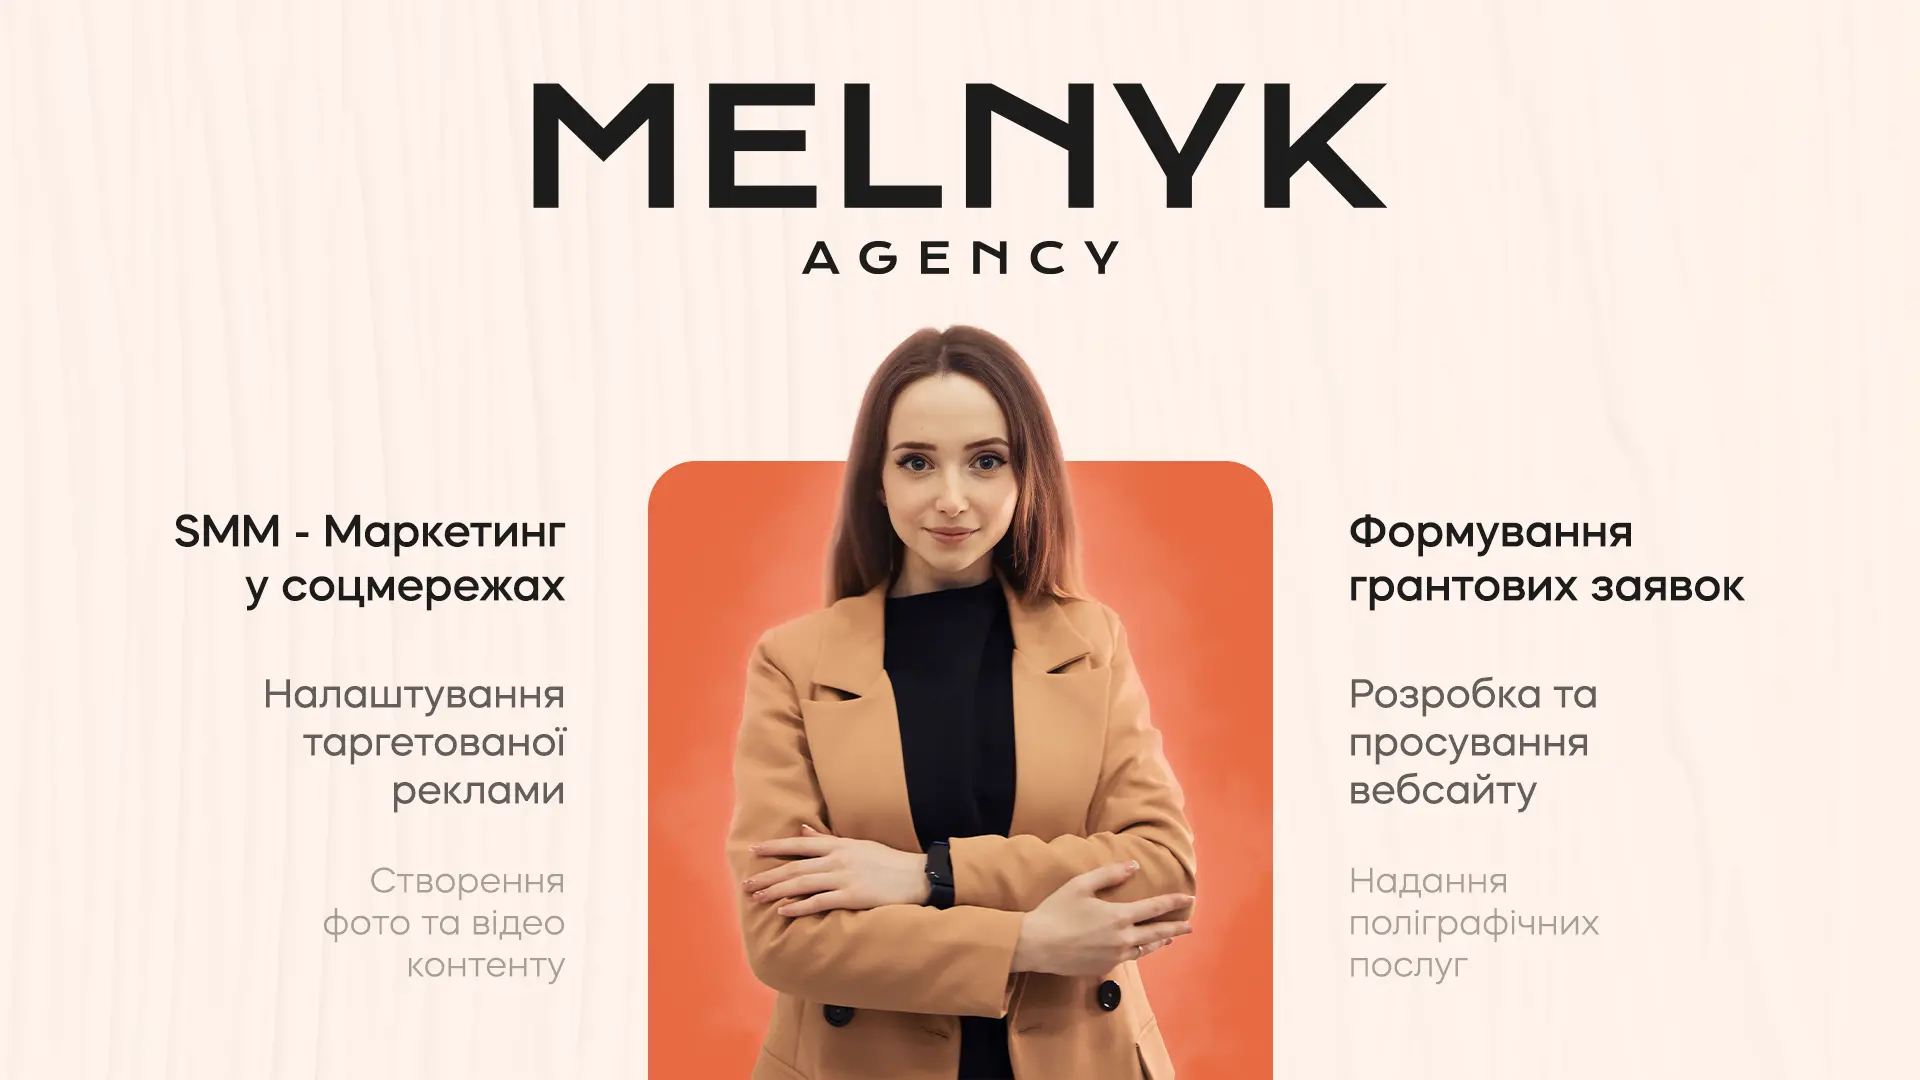 MELNYK
AGENCY
SMM - Маркетинг
у соцмережах
Налаштування
таргетованої
реклами
Створення
фото та відео
контенту
Формування
грантових заявок
Розробка та
просування
вебсайту
Надання
поліграфічних
послуг